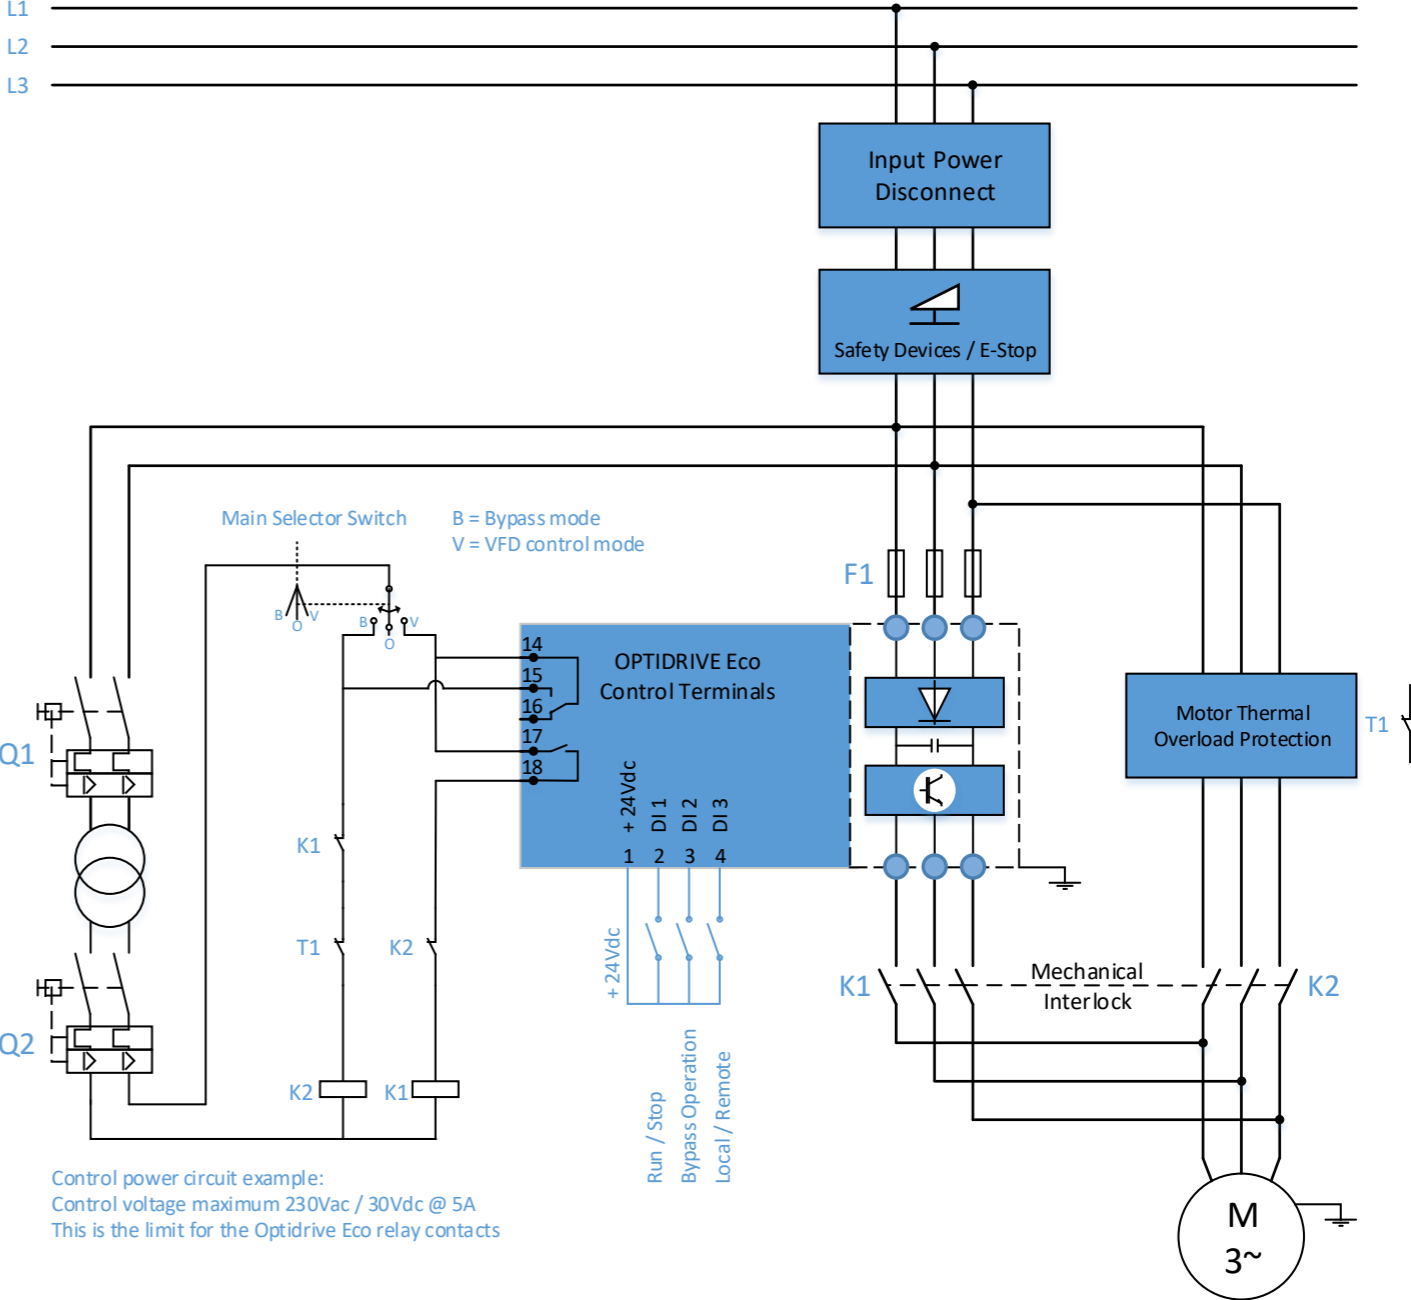 L1
L2
L3
Input Power
Disconnect
Safety Devices / E-Stop
Main Selector Switch
B = Bypass mode
V = VFD control mode
B
O
V
B
O
V
F1
14
15
16
17
18
OPTIDRIVE Eco
Control Terminals
+ 24Vdc
DI 1
DI 2
DI 3
1
2
3
4
Motor Thermal
Overload Protection
T1
Q1
K1
T1
K2
+ 24Vdc
Run / Stop
Bypass Operation
Local / Remote
K1
Mechanical
Interlock
K2
Q2
K2
K1
Control power circuit example:
Control voltage maximum 230Vac / 30Vdc @ 5A
This is the limit for the Optidrive Eco relay contacts
M
3~